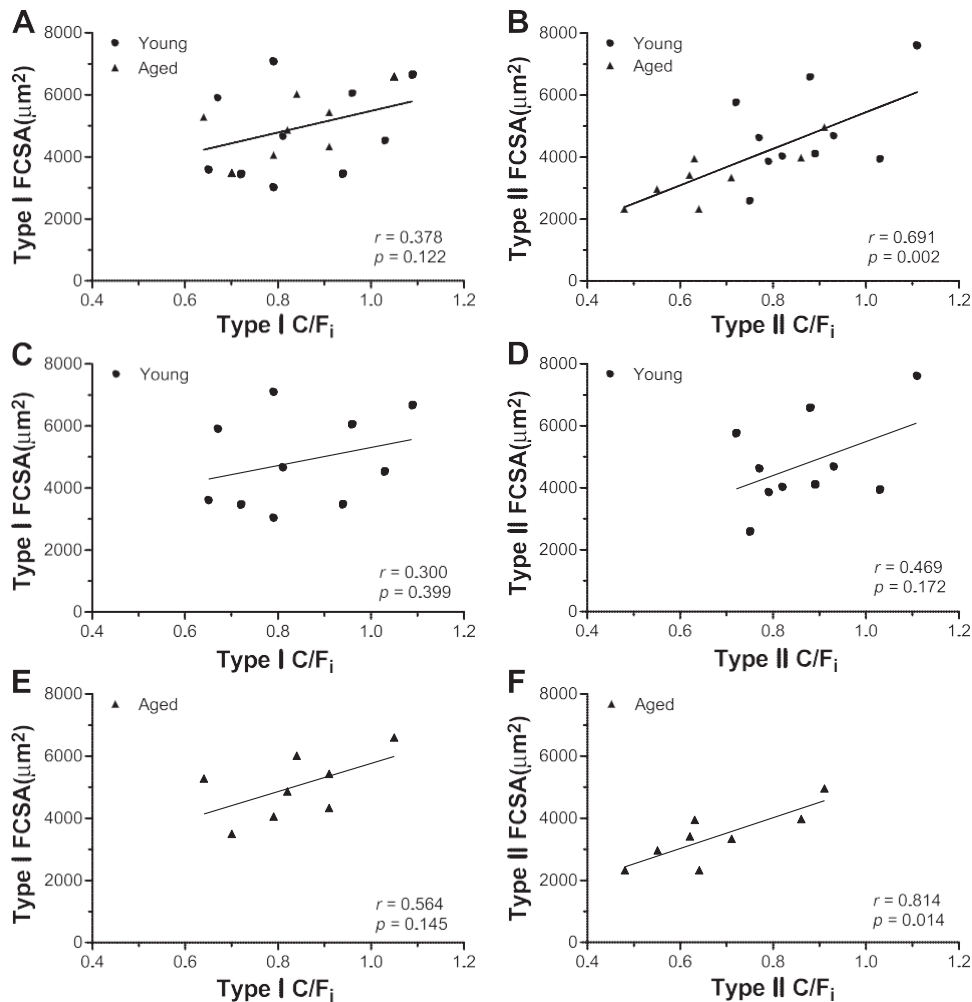 A
8000
6000
4000
2000
0
Type I FCSA(μm²)
● Young
▲ Aged
r = 0.378
p = 0.122
0.4 0.6 0.8 1.0 1.2
Type I C/Fi
B
8000
6000
4000
2000
0
Type II FCSA(μm²)
● Young
▲ Aged
r = 0.691
p = 0.002
0.4 0.6 0.8 1.0 1.2
Type II C/Fi
C
8000
6000
4000
2000
0
Type I FCSA(μm²)
● Young
r = 0.300
p = 0.399
0.4 0.6 0.8 1.0 1.2
Type I C/Fi
D
8000
6000
4000
2000
0
Type II FCSA(μm²)
● Young
r = 0.469
p = 0.172
0.4 0.6 0.8 1.0 1.2
Type II C/Fi
E
8000
6000
4000
2000
0
Type I FCSA(μm²)
▲ Aged
r = 0.564
p = 0.145
0.4 0.6 0.8 1.0 1.2
Type I C/Fi
F
8000
6000
4000
2000
0
Type II FCSA(μm²)
▲ Aged
r = 0.814
p = 0.014
0.4 0.6 0.8 1.0 1.2
Type II C/Fi